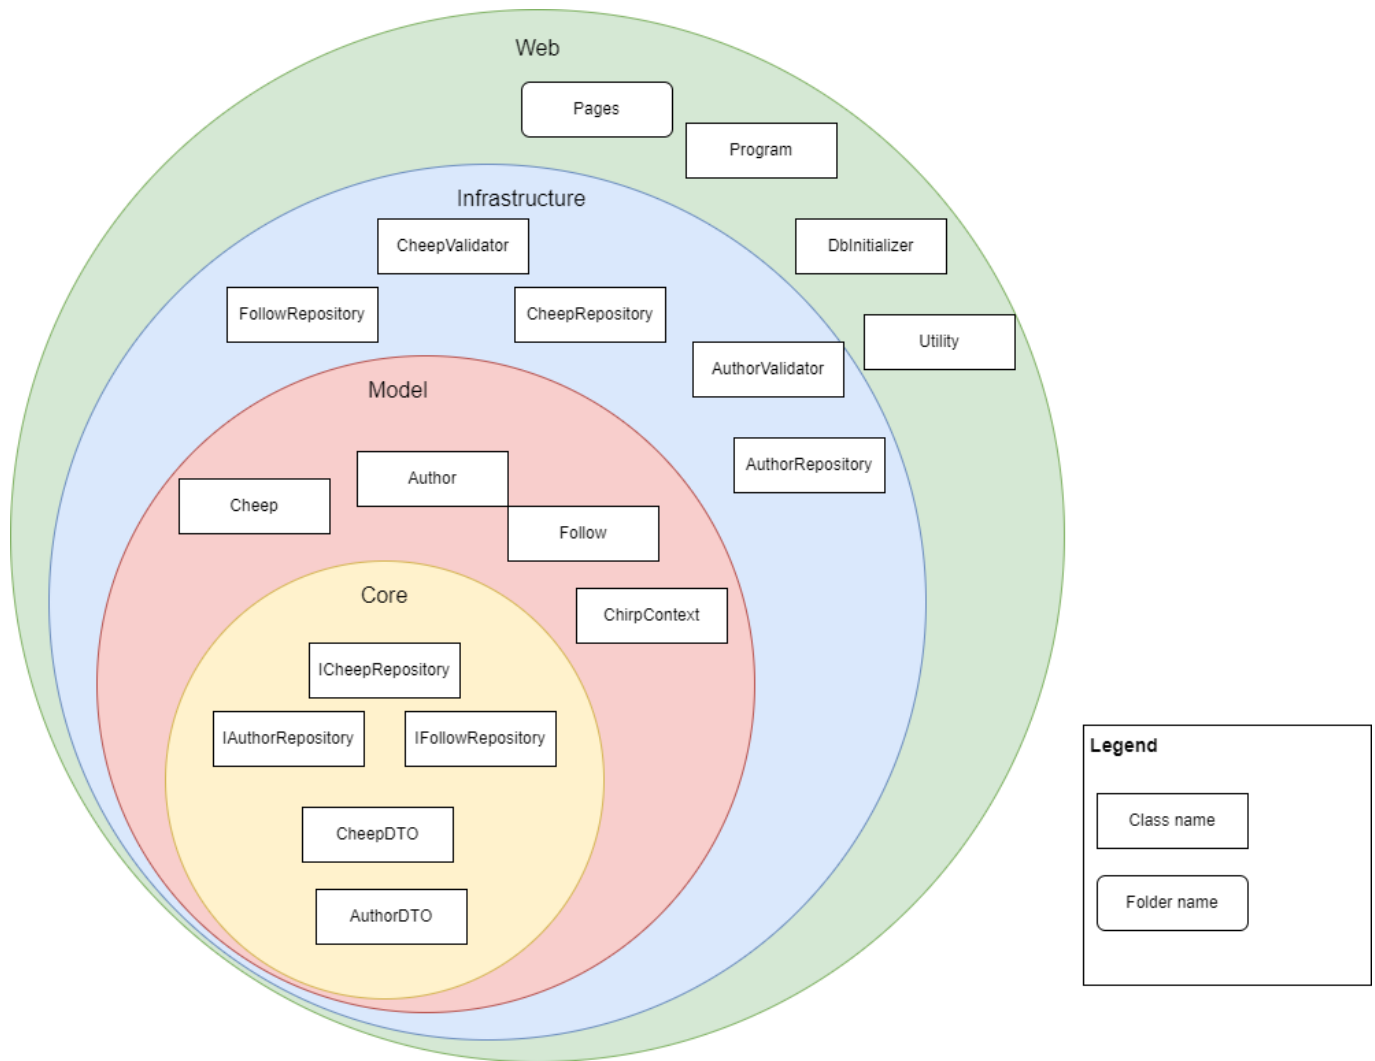 Web
Pages
Program
Infrastructure
CheepValidator
DbInitializer
FollowRepository
CheepRepository
Utility
AuthorValidator
Model
AuthorRepository
Author
Cheep
Follow
Core
ChirpContext
ICheepRepository
IAuthorRepository
IFollowRepository
CheepDTO
AuthorDTO
Legend
Class name
Folder name